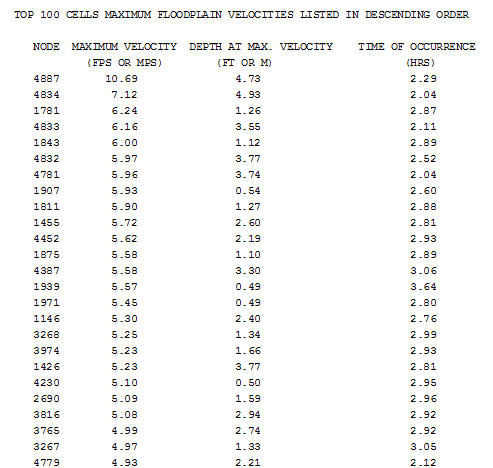 TOP 100 CELLS MAXIMUM FLOODPLAIN VELOCITIES LISTED IN DESCENDING ORDER
NODE MAXIMUM VELOCITY DEPTH AT MAX. VELOCITY TIME OF OCCURRENCE
(FPS OR MPS) (FT OR M) (HRS)
4887 10.69 4.73 2.29
4834 7.12 4.93 2.04
1781 6.24 1.26 2.87
4833 6.16 3.55 2.11
1843 6.00 1.12 2.89
4832 5.97 3.77 2.52
4781 5.96 3.74 2.04
1907 5.93 0.54 2.60
1811 5.90 1.27 2.88
1455 5.72 2.60 2.81
4452 5.62 2.19 2.93
1875 5.58 1.10 2.89
4387 5.58 3.30 3.06
1939 5.57 0.49 3.64
1971 5.45 0.49 2.80
1146 5.30 2.40 2.76
3268 5.25 1.34 2.99
3974 5.23 1.66 2.93
1426 5.23 3.77 2.81
4230 5.10 0.50 2.95
2690 5.09 1.59 2.96
3816 5.08 2.94 2.92
3765 4.99 2.74 2.92
3267 4.97 1.33 3.05
4779 4.93 2.21 2.12